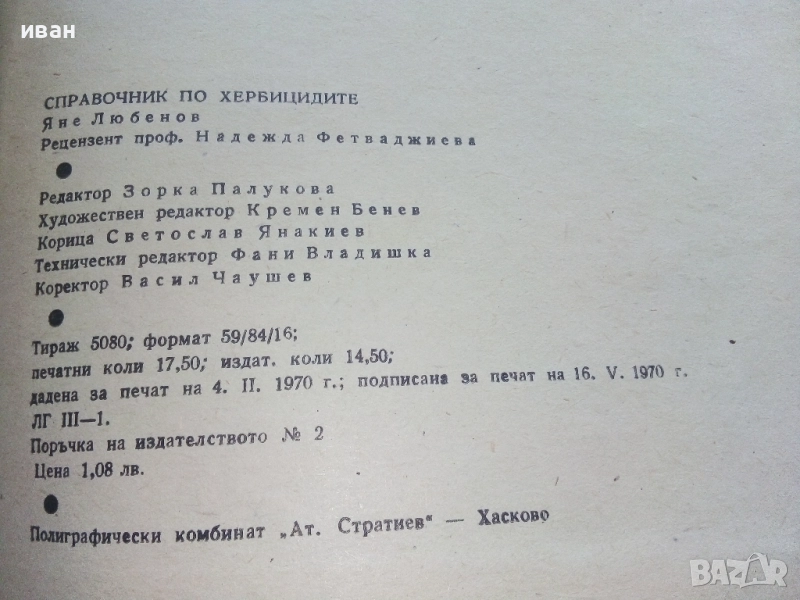 иван
СПРАВОЧНИК ПО ХЕРБИЦИДИТЕ
Яне Любенов
Рецензент проф. Надежда Фетваджиева
Редактор Зорка Палукова
Художествен редактор Кремен Бенев
Корица Светослав Янакиев
Технически редактор Фани Владишка
Коректор Васил Чаушев
Тираж 5080; формат 59/84/16;
печатни коли 17,50; издат. коли 14,50;
дадена за печат на 4. II. 1970 г.; подписана за печат на 16. V. 1970 г.
ЛГ III—1.
Поръчка на издателството № 2
Цена 1,08 лв.
Полиграфически комбинат „Ат. Стратиев“ — Хасково
BAZAR